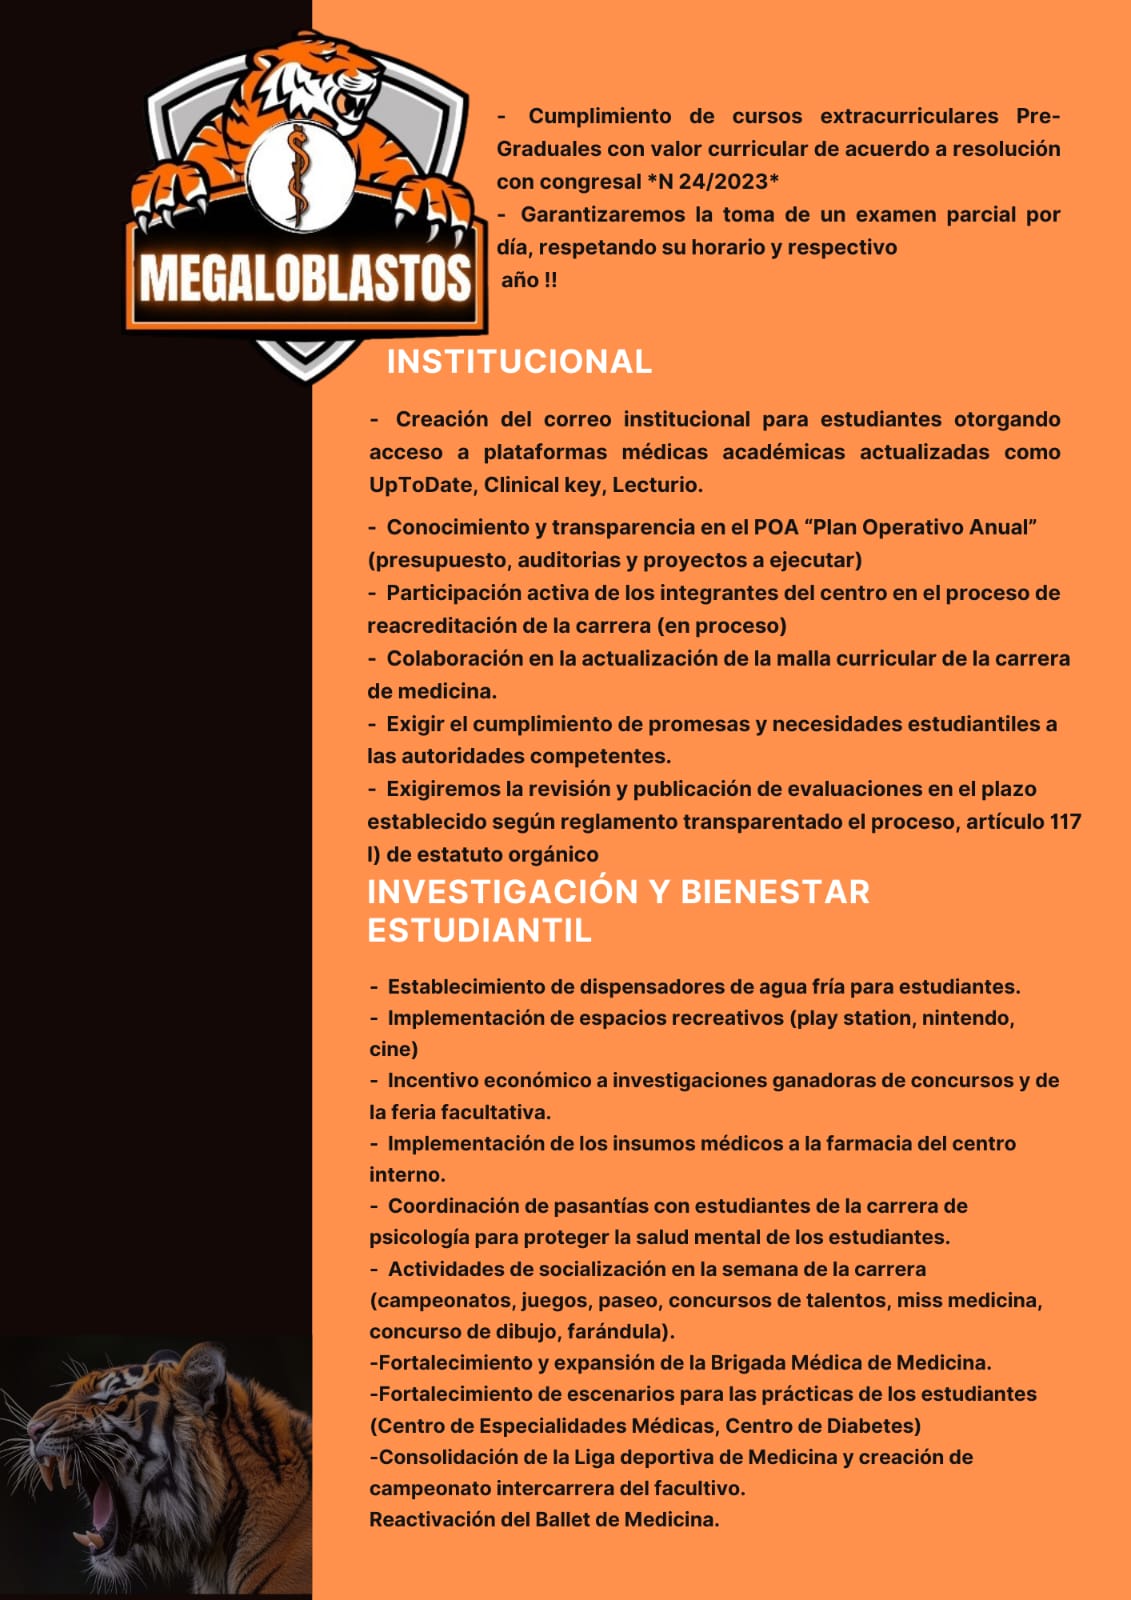 MEGALOBLASTOS
- Cumplimiento de cursos extracurriculares Pre-
Graduales con valor curricular de acuerdo a resolución
con congresal *N 24/2023*
- Garantizaremos la toma de un examen parcial por
día, respetando su horario y respectivo
año !!
INSTITUCIONAL
- Creación del correo institucional para estudiantes otorgando
acceso a plataformas médicas académicas actualizadas como
UpToDate, Clinical key, Lecturio.
- Conocimiento y transparencia en el POA “Plan Operativo Anual”
(presupuesto, auditorias y proyectos a ejecutar)
- Participación activa de los integrantes del centro en el proceso de
reacreditación de la carrera (en proceso)
- Colaboración en la actualización de la malla curricular de la carrera
de medicina.
- Exigir el cumplimiento de promesas y necesidades estudiantiles a
las autoridades competentes.
- Exigiremos la revisión y publicación de evaluaciones en el plazo
establecido según reglamento transparentado el proceso, artículo 117
I) de estatuto orgánico
INVESTIGACIÓN Y BIENESTAR
ESTUDIANTIL
- Establecimiento de dispensadores de agua fría para estudiantes.
- Implementación de espacios recreativos (play station, nintendo,
cine)
- Incentivo económico a investigaciones ganadoras de concursos y de
la feria facultativa.
- Implementación de los insumos médicos a la farmacia del centro
interno.
- Coordinación de pasantías con estudiantes de la carrera de
psicología para proteger la salud mental de los estudiantes.
- Actividades de socialización en la semana de la carrera
(campeonatos, juegos, paseo, concursos de talentos, miss medicina,
concurso de dibujo, farándula).
-Fortalecimiento y expansión de la Brigada Médica de Medicina.
-Fortalecimiento de escenarios para las prácticas de los estudiantes
(Centro de Especialidades Médicas, Centro de Diabetes)
-Consolidación de la Liga deportiva de Medicina y creación de
campeonato intercarrera del facultivo.
Reactivación del Ballet de Medicina.